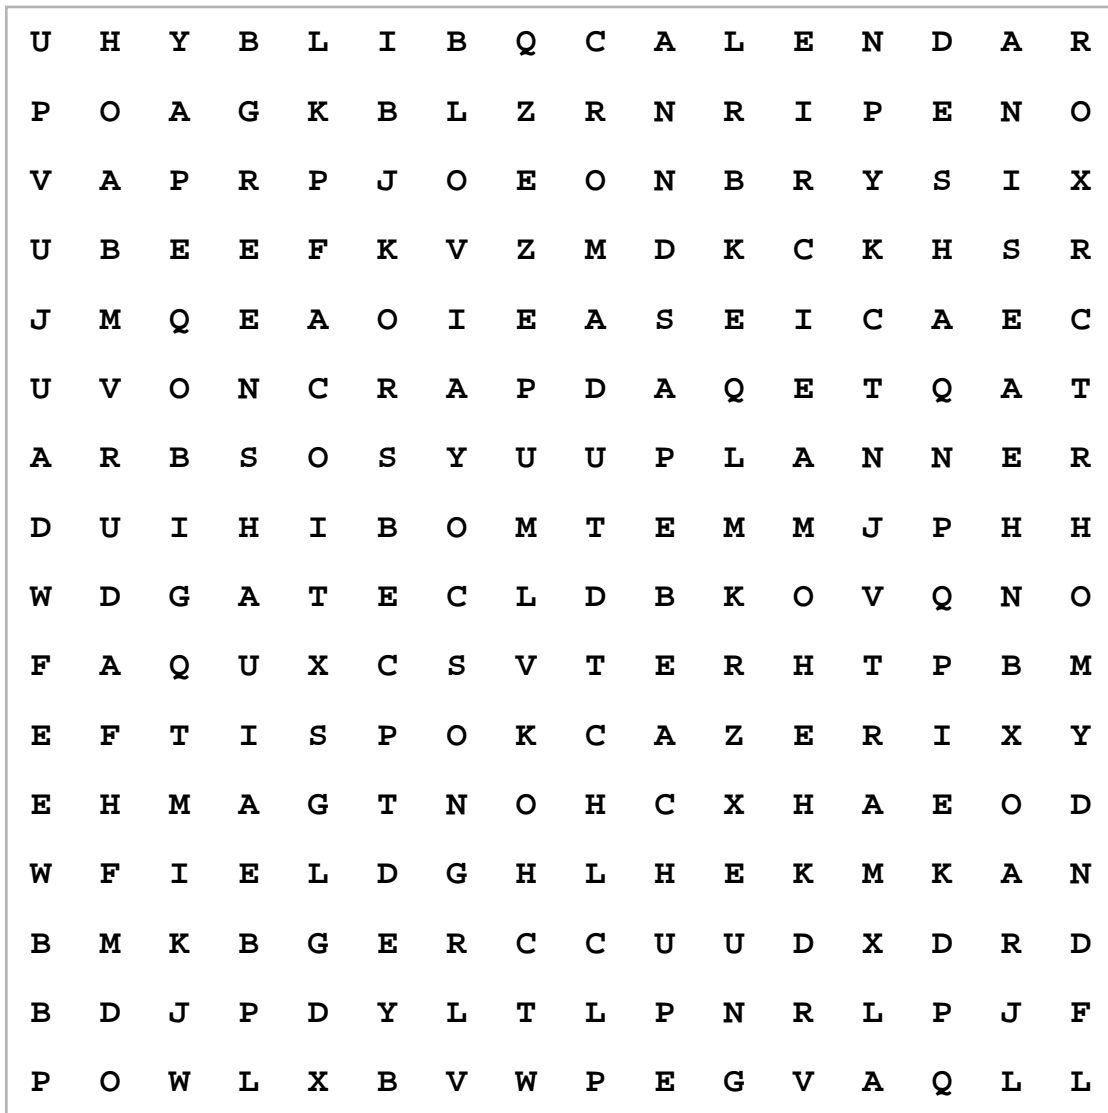 U H Y B L I B Q C A L E N D A R
P O A G K B L Z R N R I P E N O
V A P R P J O E O N B R Y S I X
U B E E F K V Z M D K C K H S R
J M Q E A O I E A S E I C A E C
U V O N C R A P D A Q E T Q A T
A R B S O S Y U U P L A N N E R
D U I H I B O M T E M M J P H H
W D G A T E C L D B K O V Q N O
F A Q U X C S V T E R H T P B M
E F T I S P O K C A Z E R I X Y
E H M A G T N O H C X H A E O D
W F I E L D G H L H E K M K A N
B M K B G E R C C U U D X D R D
B D J P D Y L T L P N R L P J F
P O W L X B V W P E G V A Q L L